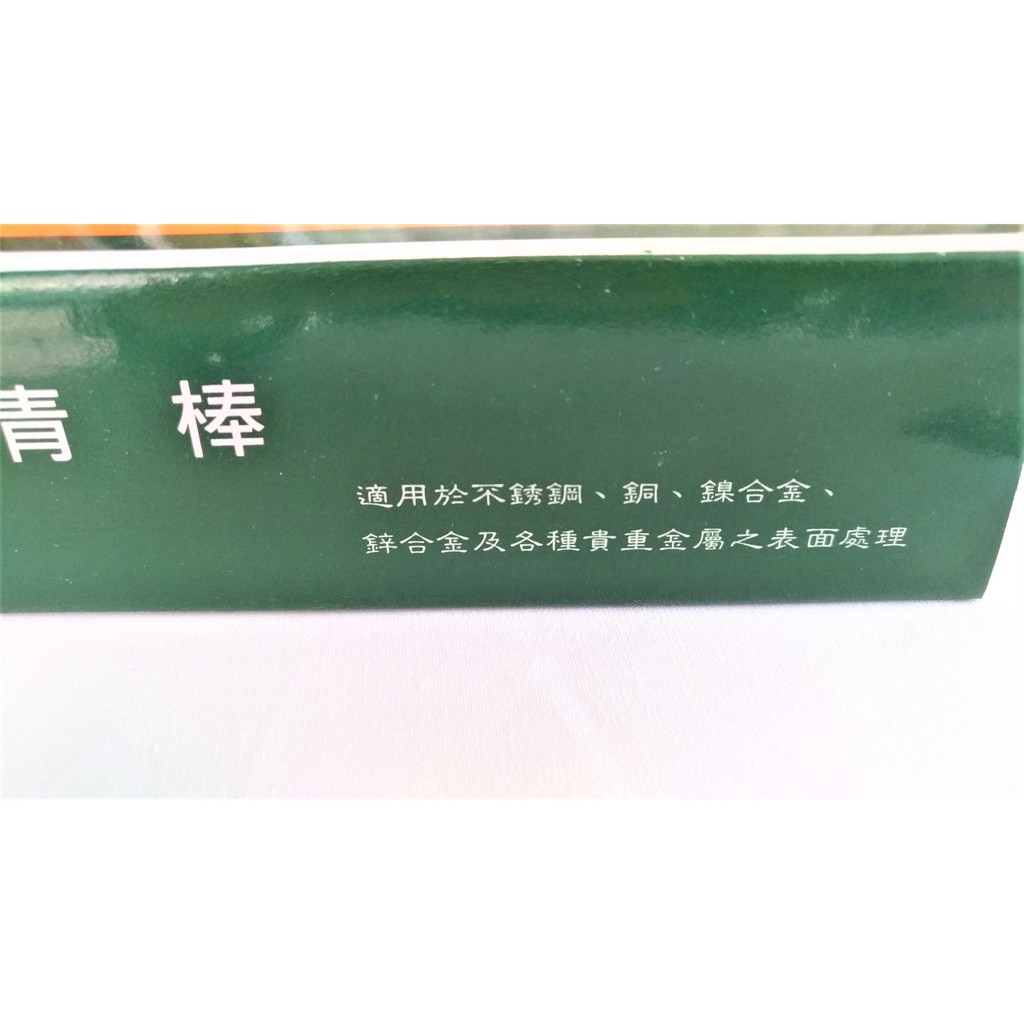 青 棒
適用於不銹鋼、銅、鎳合金、
鋅合金及各種貴重金屬之表面處理